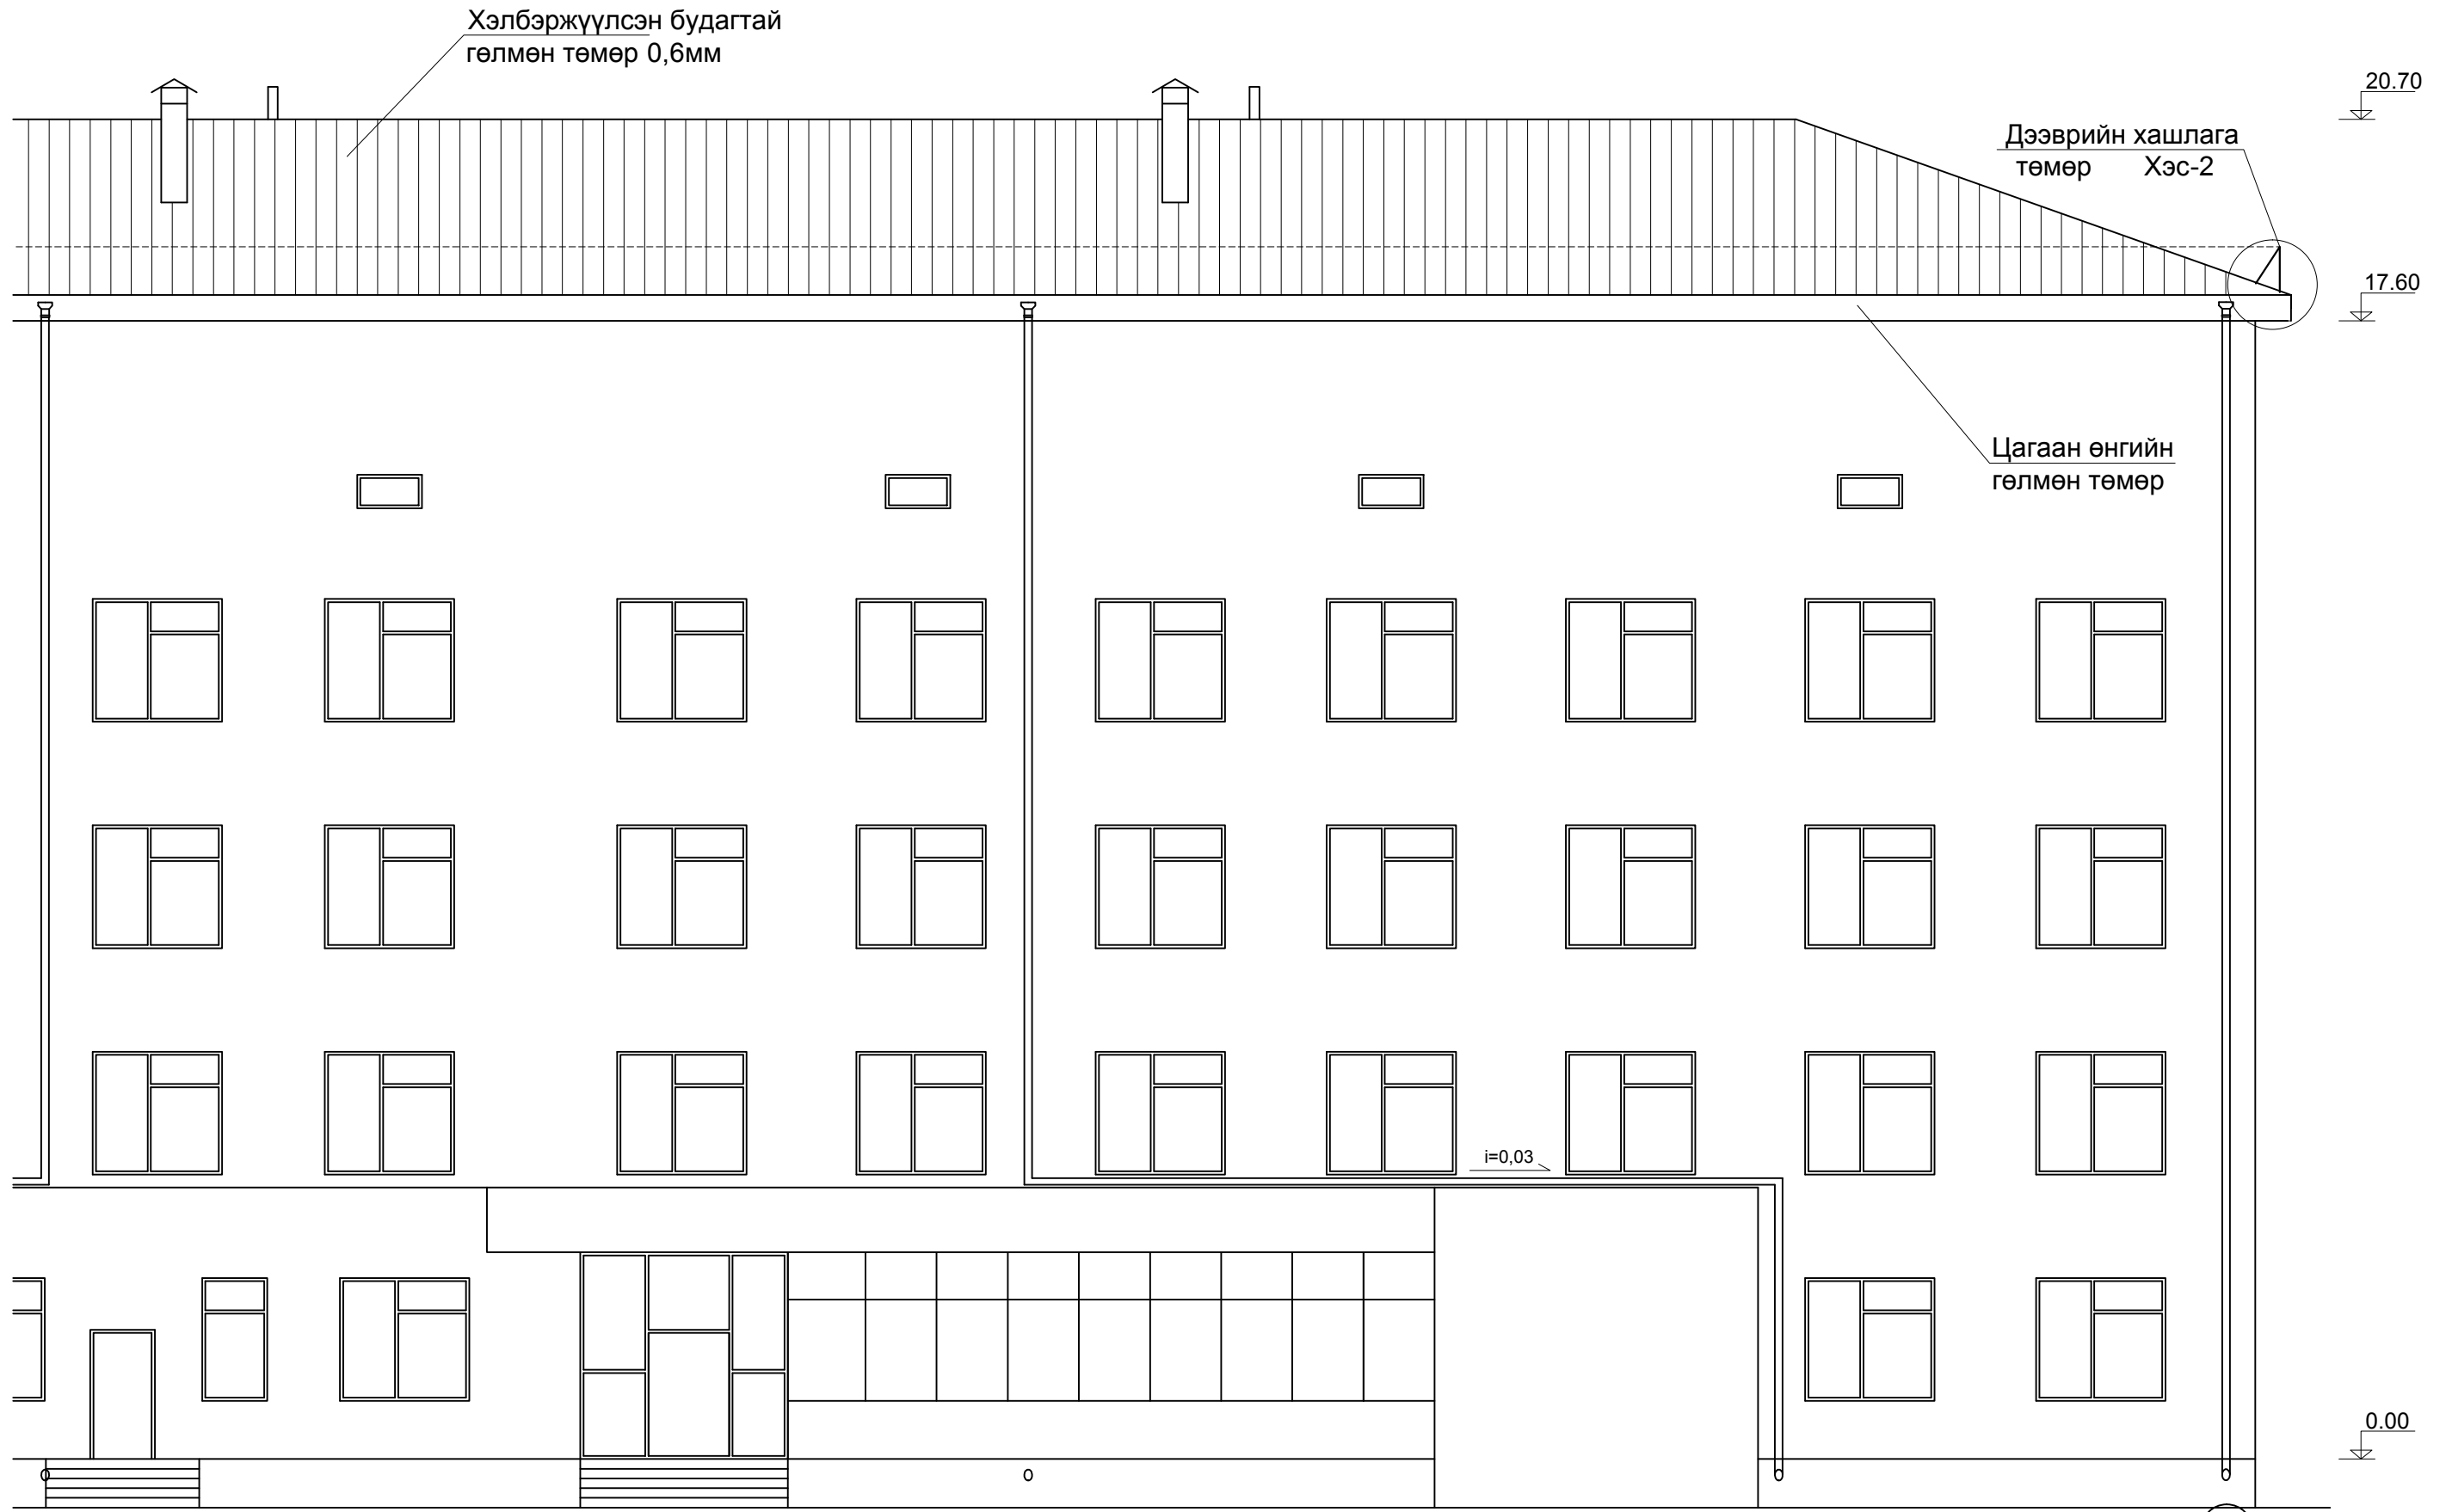 Хэлбэржүүлсэн будагтай
гөлмөн төмөр 0,6мм
20.70
Дээврийн хашлага
төмөр Хэс-2
17.60
Цагаан өнгийн
гөлмөн төмөр
i=0,03
0.00